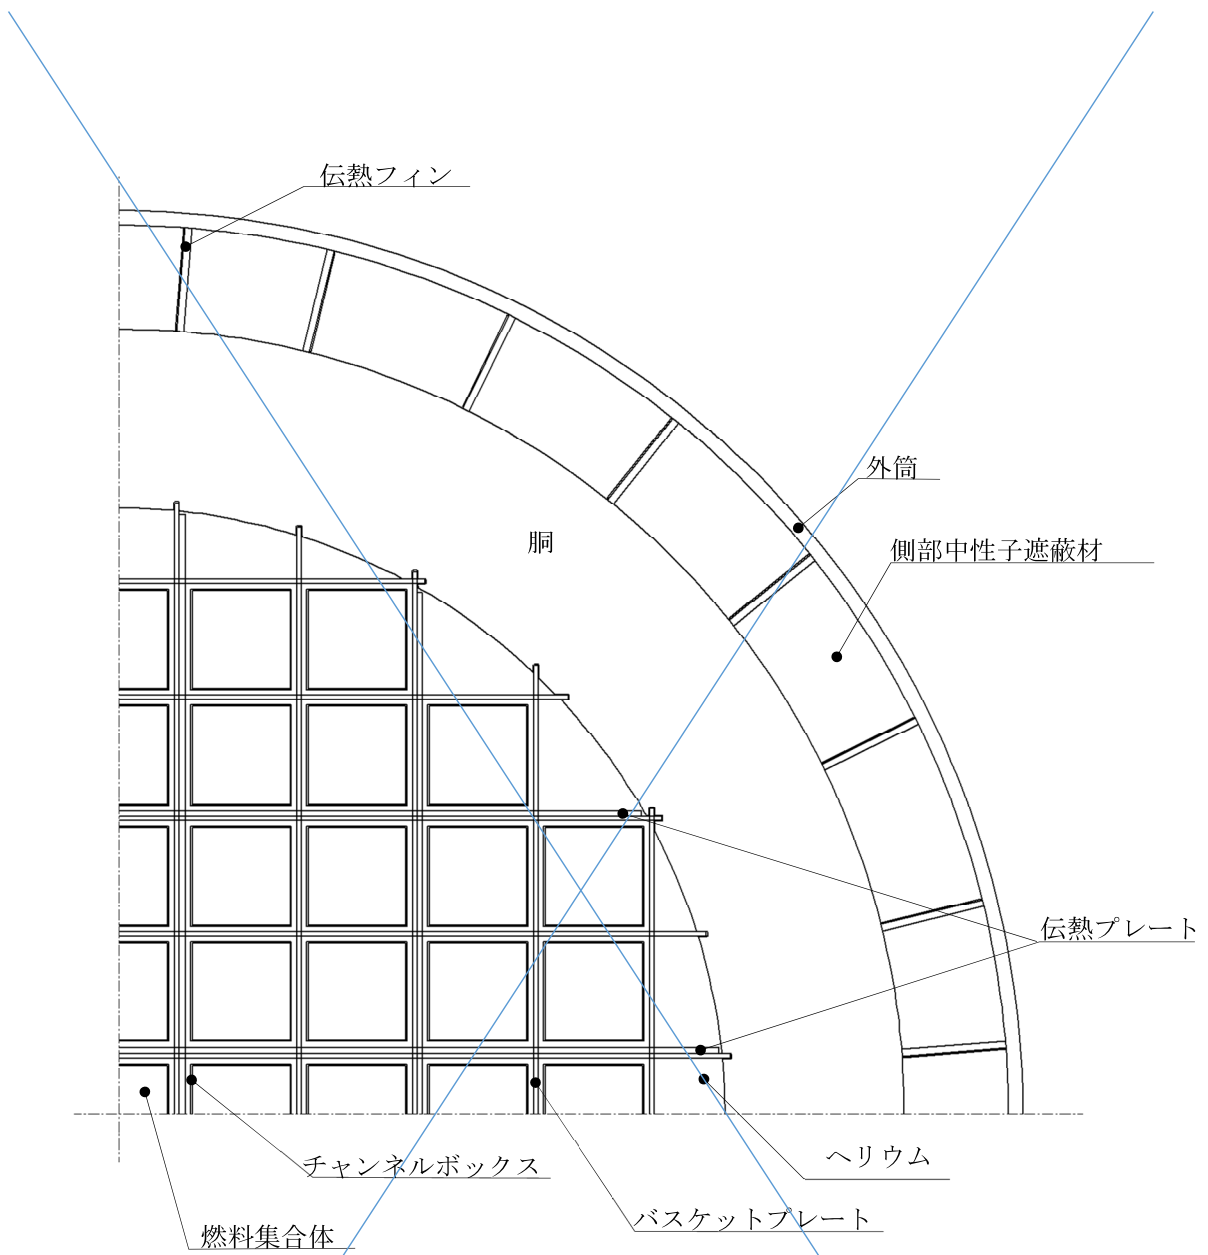 伝熱フィン
外筒
胴
側部中性子遮蔽材
伝熱プレート
ヘリウム
チャンネルボックス
バスケットプレート
燃料集合体